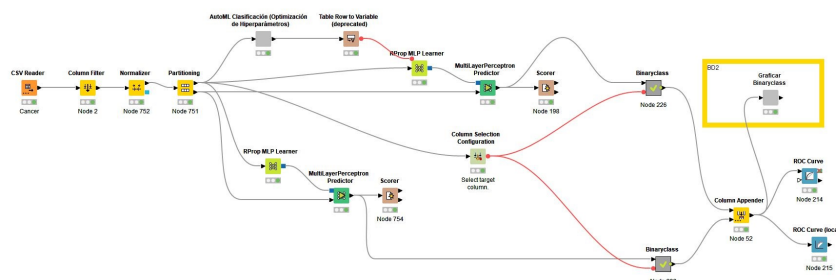 AutoML Clasificación (Optimización
de Hiperparámetros)
Table Row to Variable
(deprecated)
RProp MLP Learner
MultiLayerPerceptron
Predictor
Scorer
Node 198
CSV Reader
Cancer
Column Filter
Node 2
Normalizer
Node 752
Partitioning
Node 751
Binaryclass
Node 226
BD2
Graficar
Binaryclass
Column Selection
Configuration
Select target
column.
RProp MLP Learner
MultiLayerPerceptron
Predictor
Scorer
Node 754
ROC Curve
Node 214
Column Appender
Node 52
ROC Curve (loca
Node 215
Binaryclass